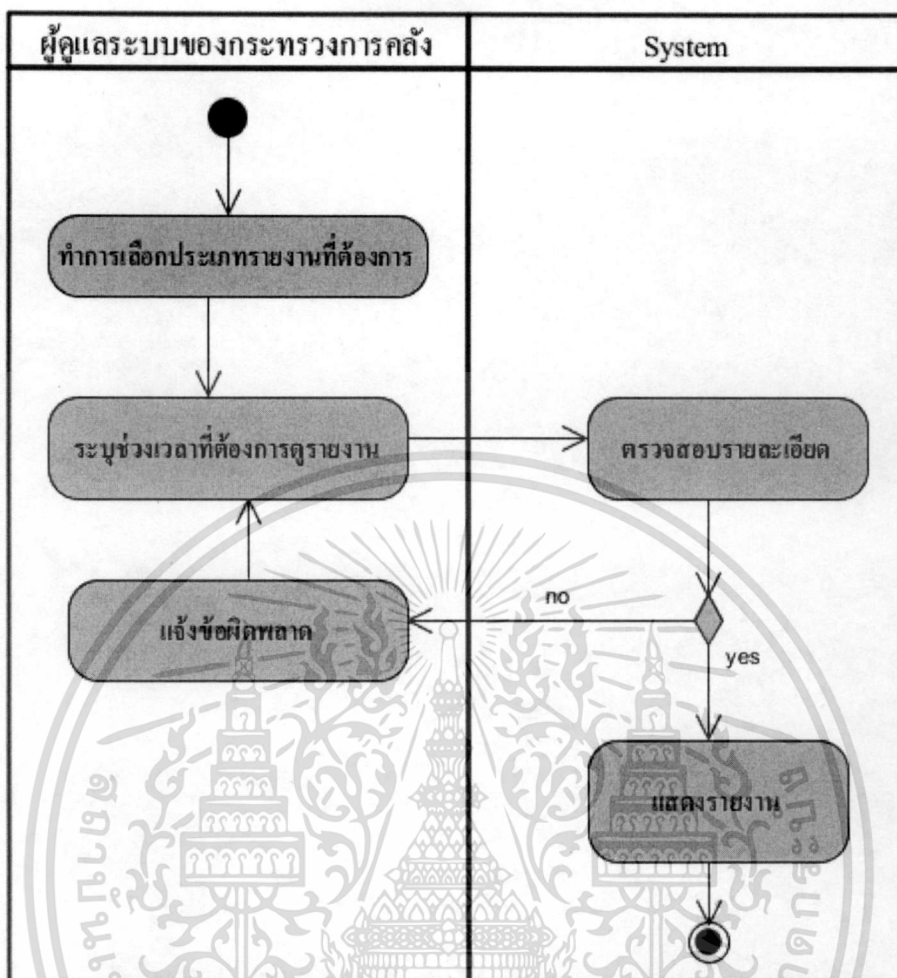 ผู้ดูแลระบบของกระทรวงการคลัง
System
ทำการเลือกประเภทรายงานที่ต้องการ
ระบุช่วงเวลาที่ต้องการดูรายงาน
ตรวจสอบรายละเอียด
แจ้งข้อผิดพลาด
no
yes
แสดงรายงาน